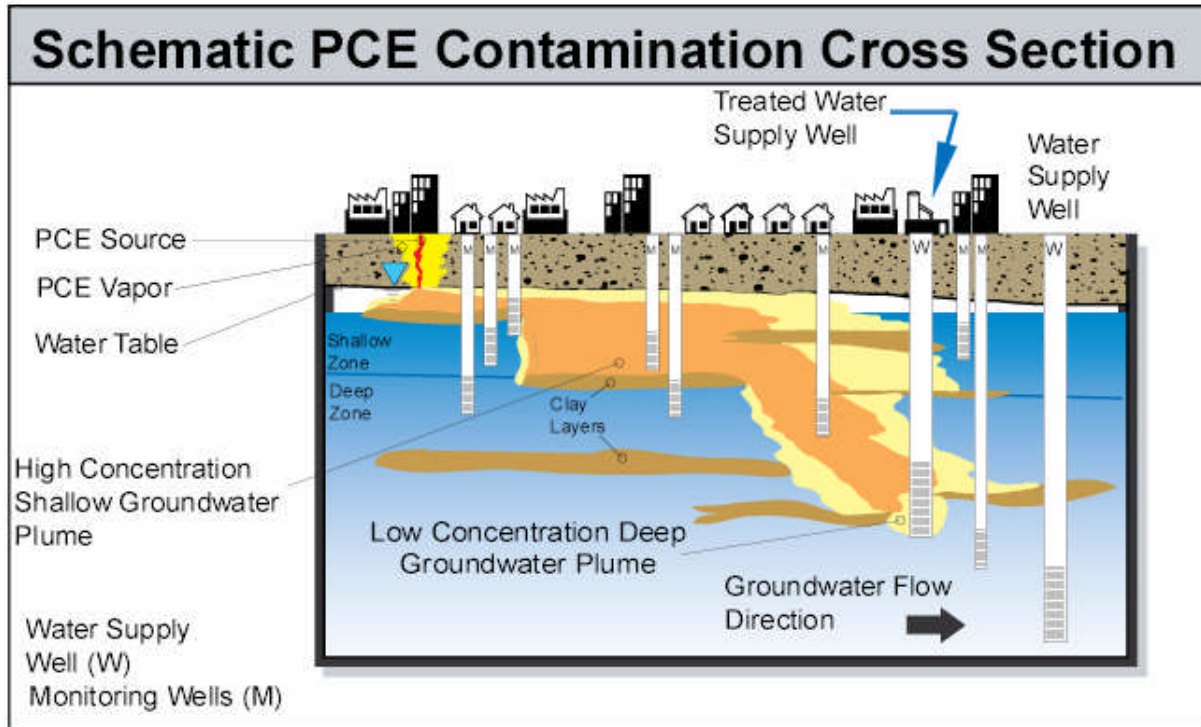 Schematic PCE Contamination Cross Section
Treated Water
Supply Well
Water
Supply
Well
PCE Source
PCE Vapor
Water Table
M
M
M
M
M
M
W
M
M
W
Shallow
Zone
Deep
Zone
Clay
Layers
High Concentration
Shallow Groundwater
Plume
Low Concentration Deep
Groundwater Plume
Groundwater Flow
Direction
Water Supply
Well (W)
Monitoring Wells (M)